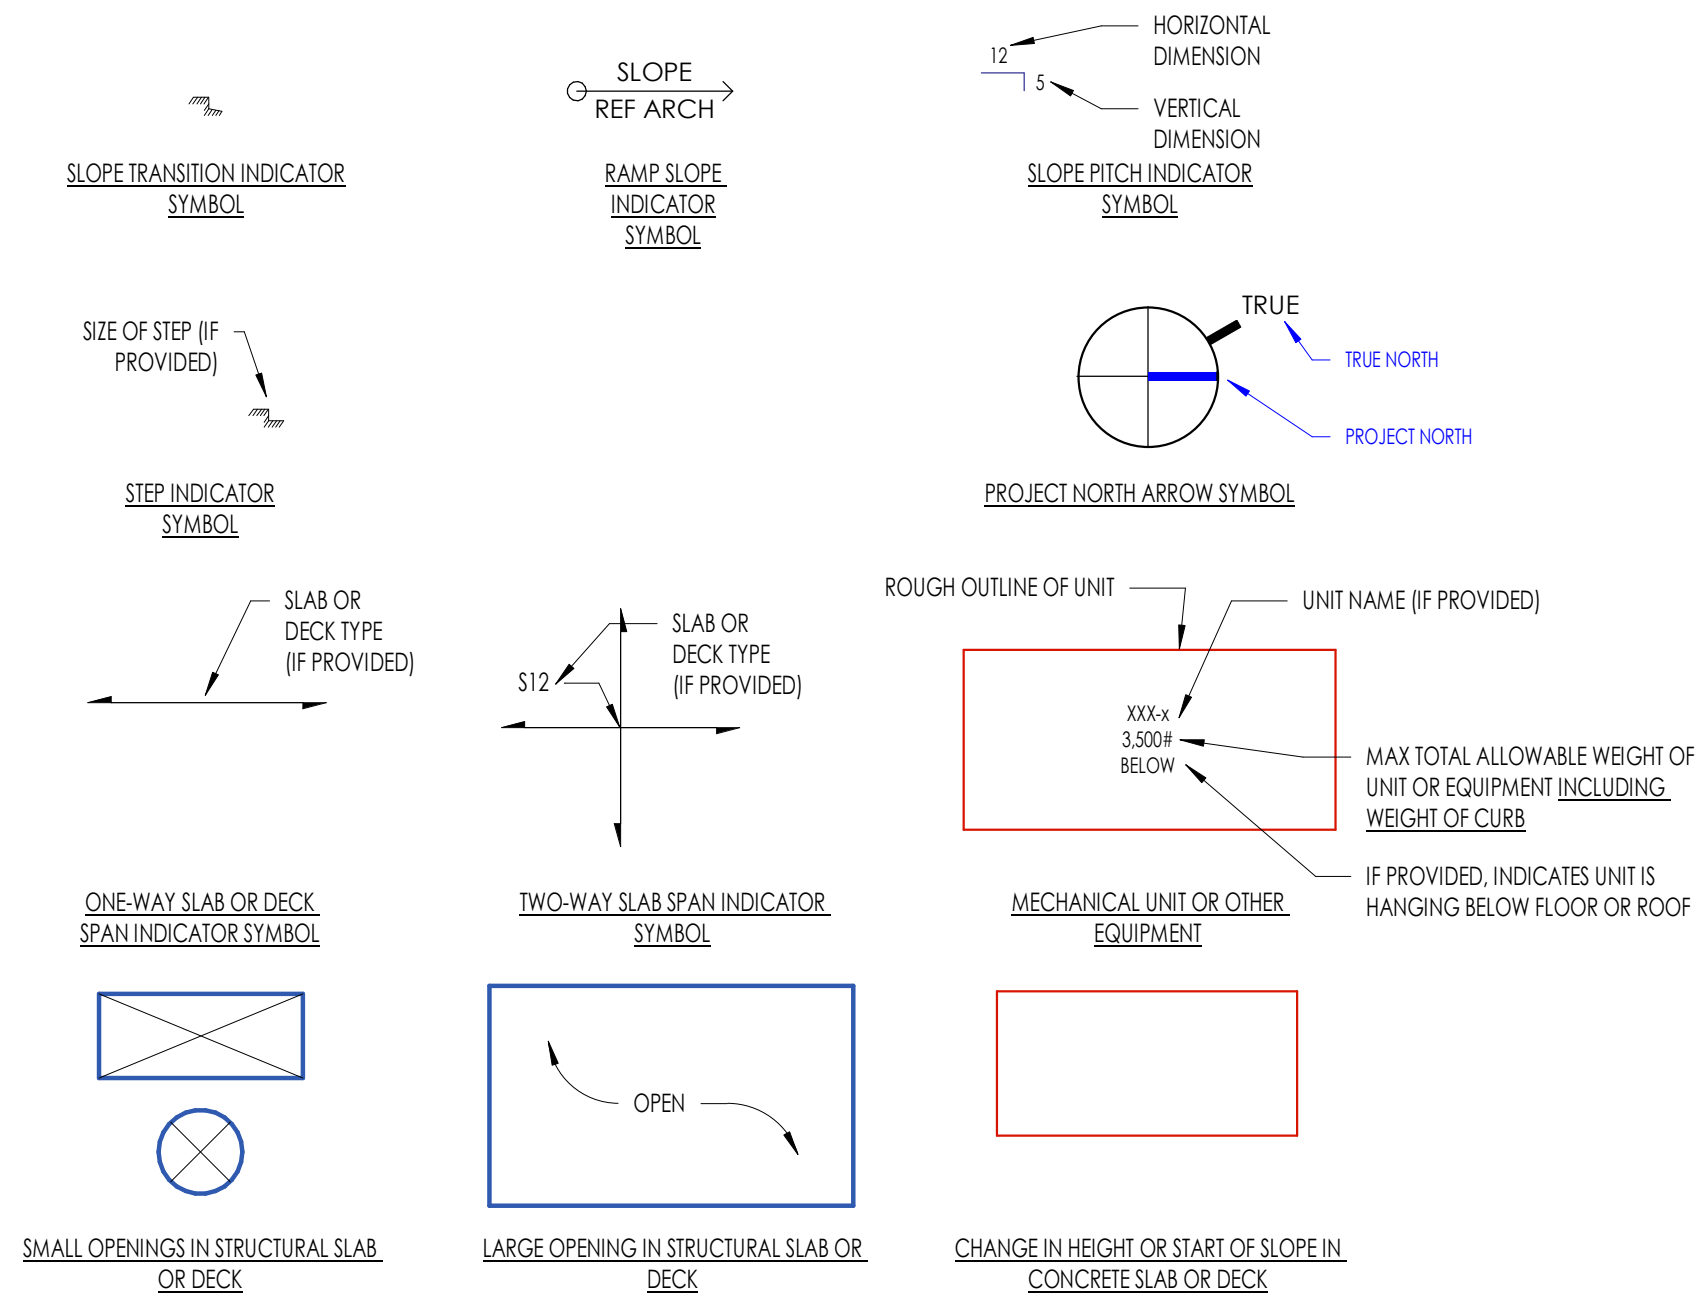 SLOPE TRANSITION INDICATOR
SYMBOL
SLOPE
REF ARCH
RAMP SLOPE
INDICATOR
SYMBOL
12
5
HORIZONTAL
DIMENSION
VERTICAL
DIMENSION
SLOPE PITCH INDICATOR
SYMBOL
SIZE OF STEP (IF
PROVIDED)
STEP INDICATOR
SYMBOL
TRUE
TRUE NORTH
PROJECT NORTH
PROJECT NORTH ARROW SYMBOL
SLAB OR
DECK TYPE
(IF PROVIDED)
ONE-WAY SLAB OR DECK
SPAN INDICATOR SYMBOL
SLAB OR
DECK TYPE
(IF PROVIDED)
S12
TWO-WAY SLAB SPAN INDICATOR
SYMBOL
ROUGH OUTLINE OF UNIT
UNIT NAME (IF PROVIDED)
XXX-x
3,500#
BELOW
MAX TOTAL ALLOWABLE WEIGHT OF
UNIT OR EQUIPMENT INCLUDING
WEIGHT OF CURB
IF PROVIDED, INDICATES UNIT IS
HANGING BELOW FLOOR OR ROOF
MECHANICAL UNIT OR OTHER
EQUIPMENT
SMALL OPENINGS IN STRUCTURAL SLAB
OR DECK
OPEN
LARGE OPENING IN STRUCTURAL SLAB OR
DECK
CHANGE IN HEIGHT OR START OF SLOPE IN
CONCRETE SLAB OR DECK